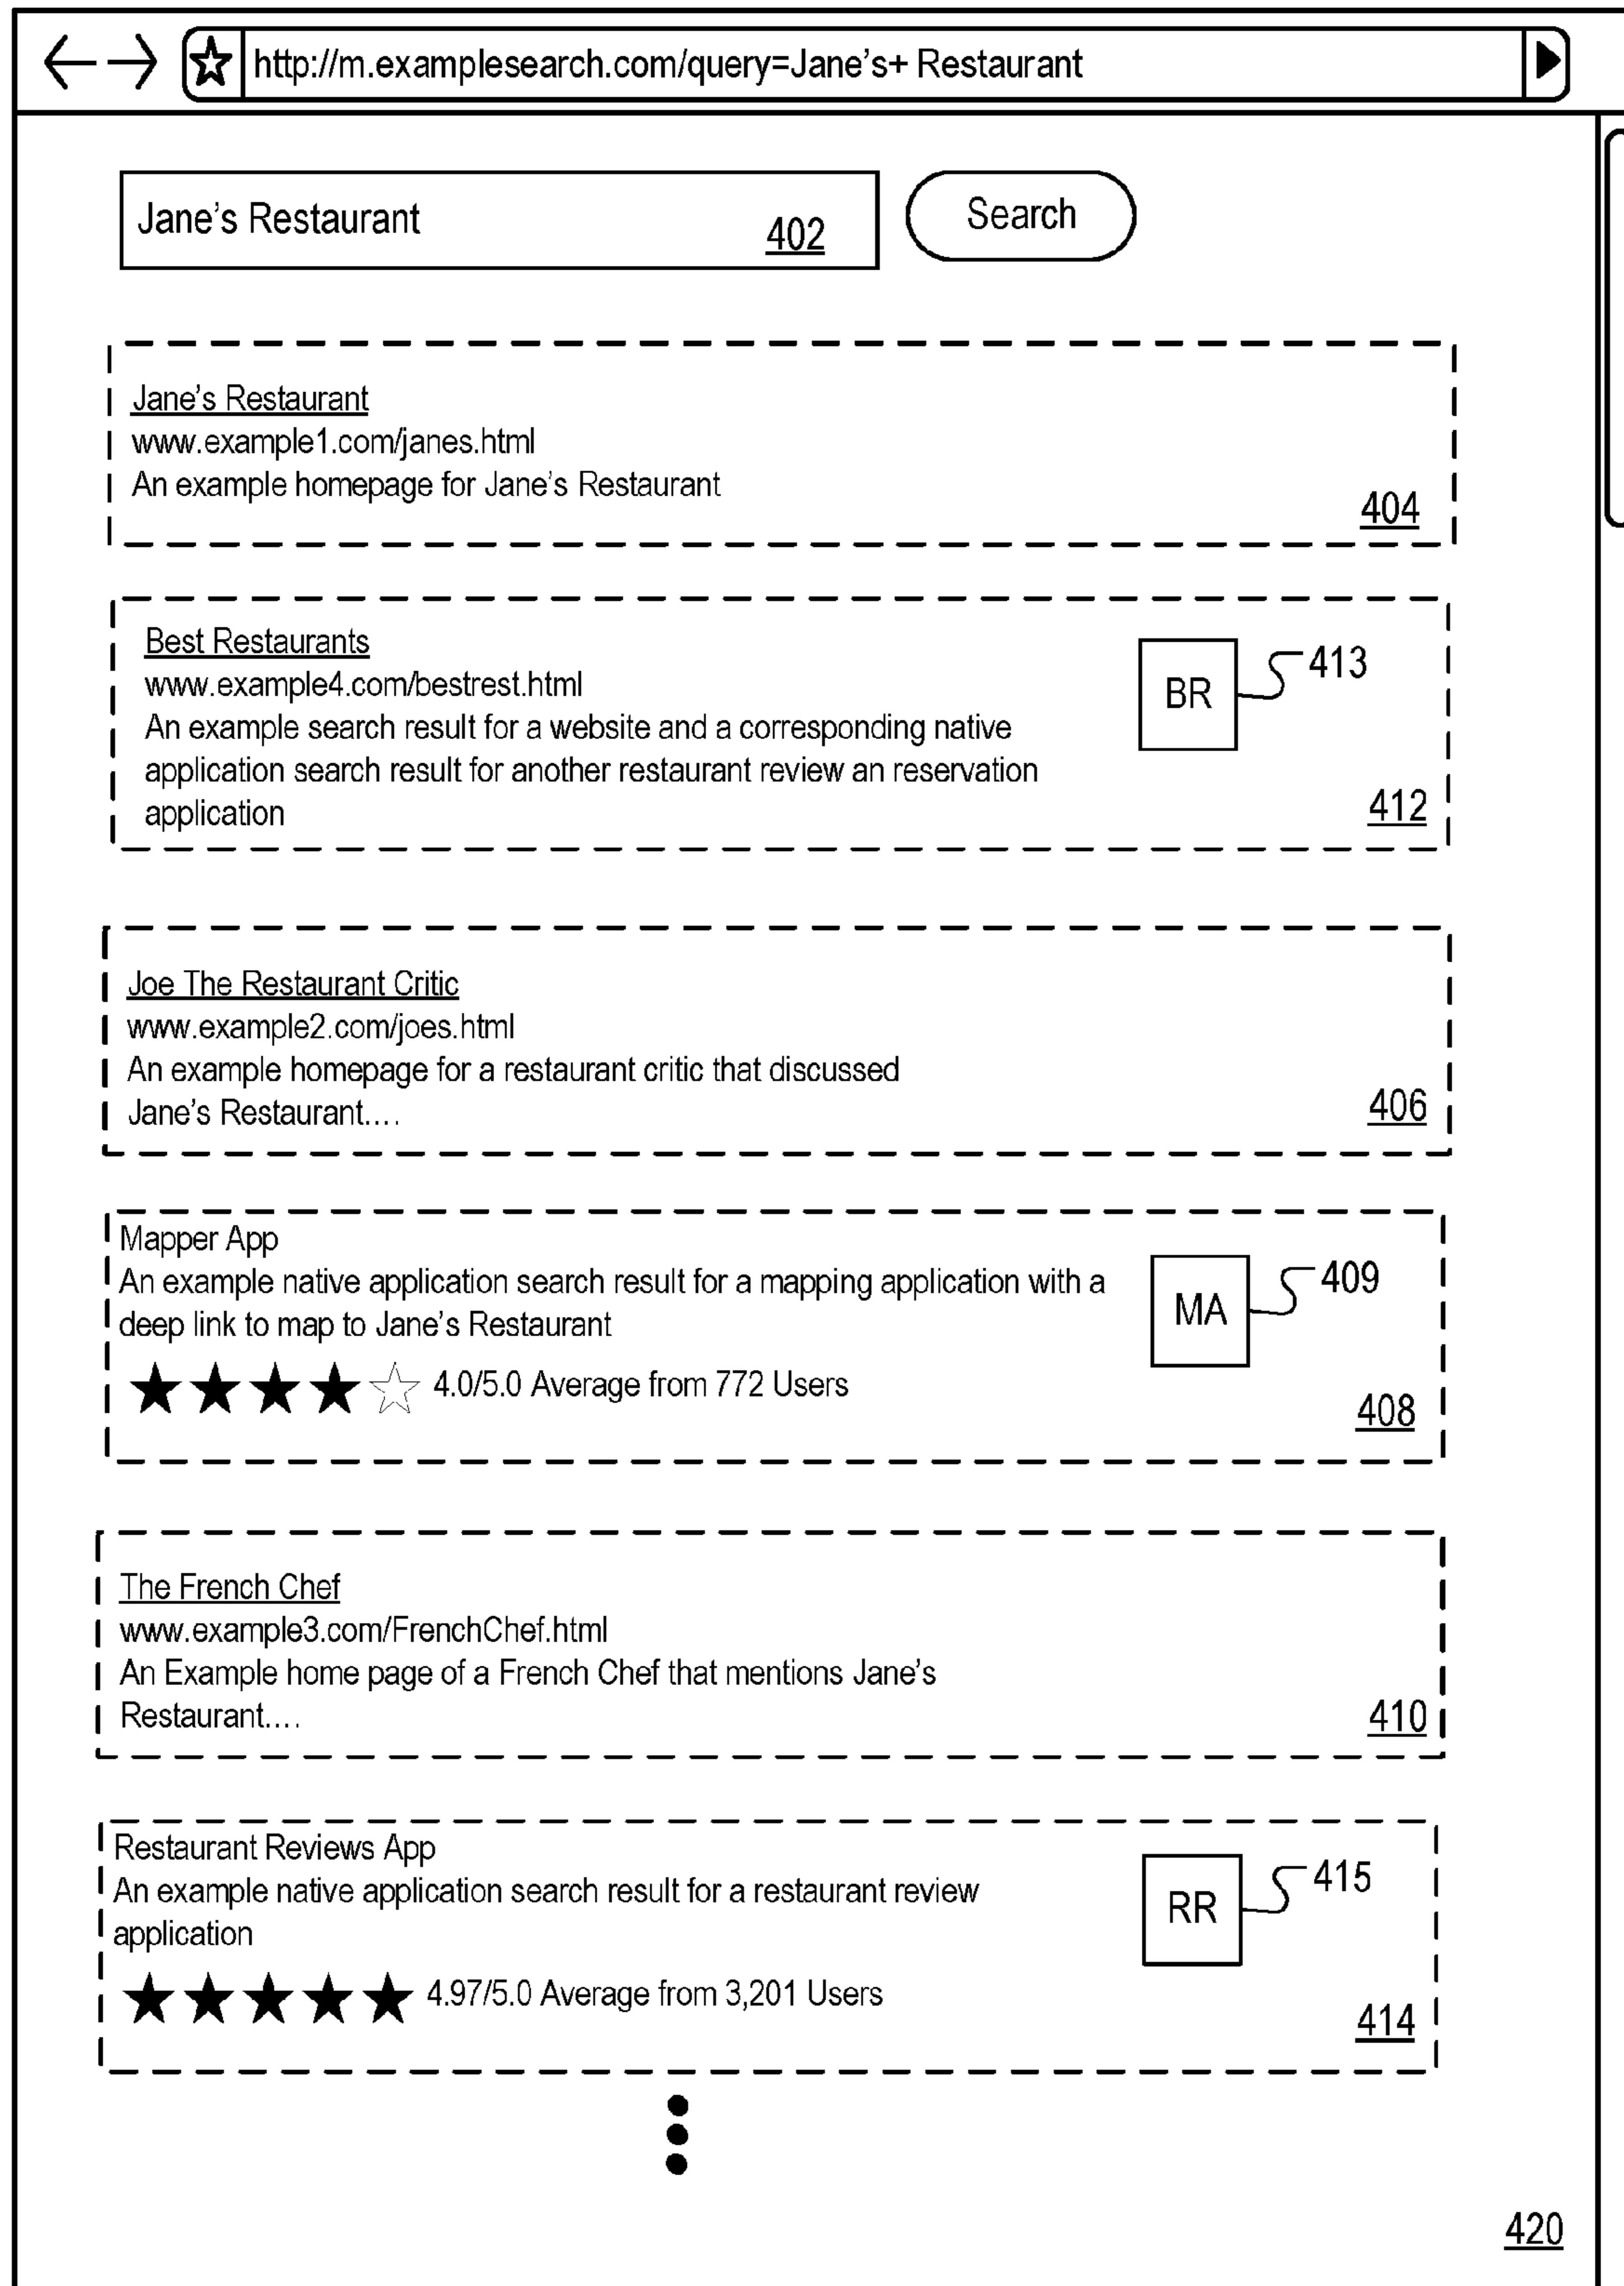 http://m.examplesearch.com/query=Jane's+ Restaurant
Jane's Restaurant
402
Search
Jane's Restaurant
www.example1.com/janes.html
An example homepage for Jane's Restaurant
404
Best Restaurants
www.example4.com/bestrest.html
An example search result for a website and a corresponding native
application search result for another restaurant review an reservation
application
BR
413
412
Joe The Restaurant Critic
www.example2.com/joes.html
An example homepage for a restaurant critic that discussed
Jane's Restaurant....
406
Mapper App
An example native application search result for a mapping application with a
deep link to map to Jane's Restaurant
4.0/5.0 Average from 772 Users
MA
409
408
The French Chef
www.example3.com/FrenchChef.html
An Example home page of a French Chef that mentions Jane's
Restaurant....
410
Restaurant Reviews App
An example native application search result for a restaurant review
application
4.97/5.0 Average from 3,201 Users
RR
415
414
420